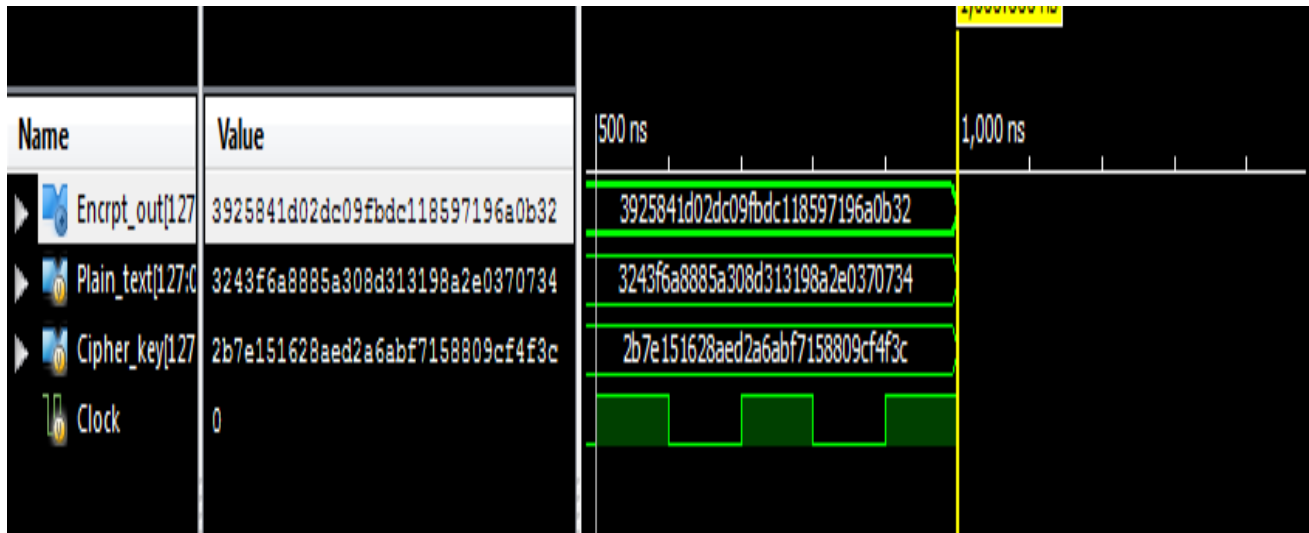 Name Value 500 ns 1,000 ns
Encrpt_out[127 3925841d02dc09fbdc118597196a0b32 3925841d02dc09fbdc118597196a0b32
Plain_text[127:0 3243f6a8885a308d313198a2e0370734 3243f6a8885a308d313198a2e0370734
Cipher_key[127 2b7e151628aed2a6abf7158809cf4f3c 2b7e151628aed2a6abf7158809cf4f3c
Clock 0